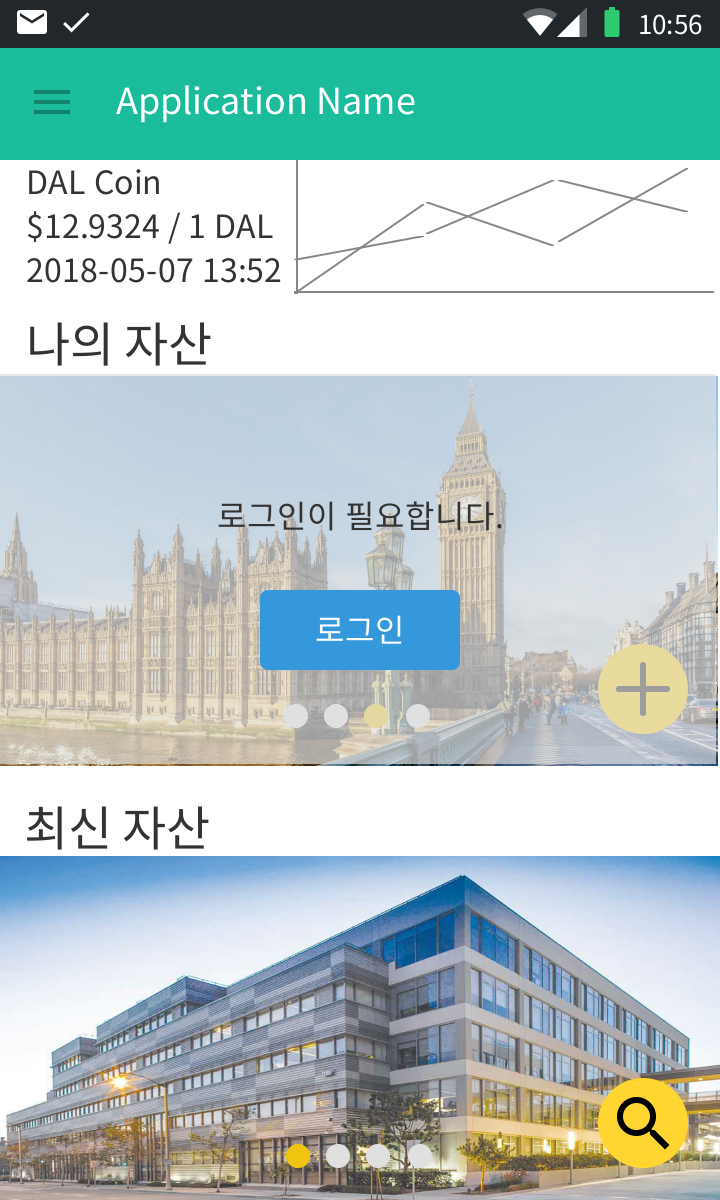 10:56
Application Name
DAL Coin
$12.9324 / 1 DAL
2018-05-07 13:52
나의 자산
로그인이 필요합니다.
로그인
최신 자산